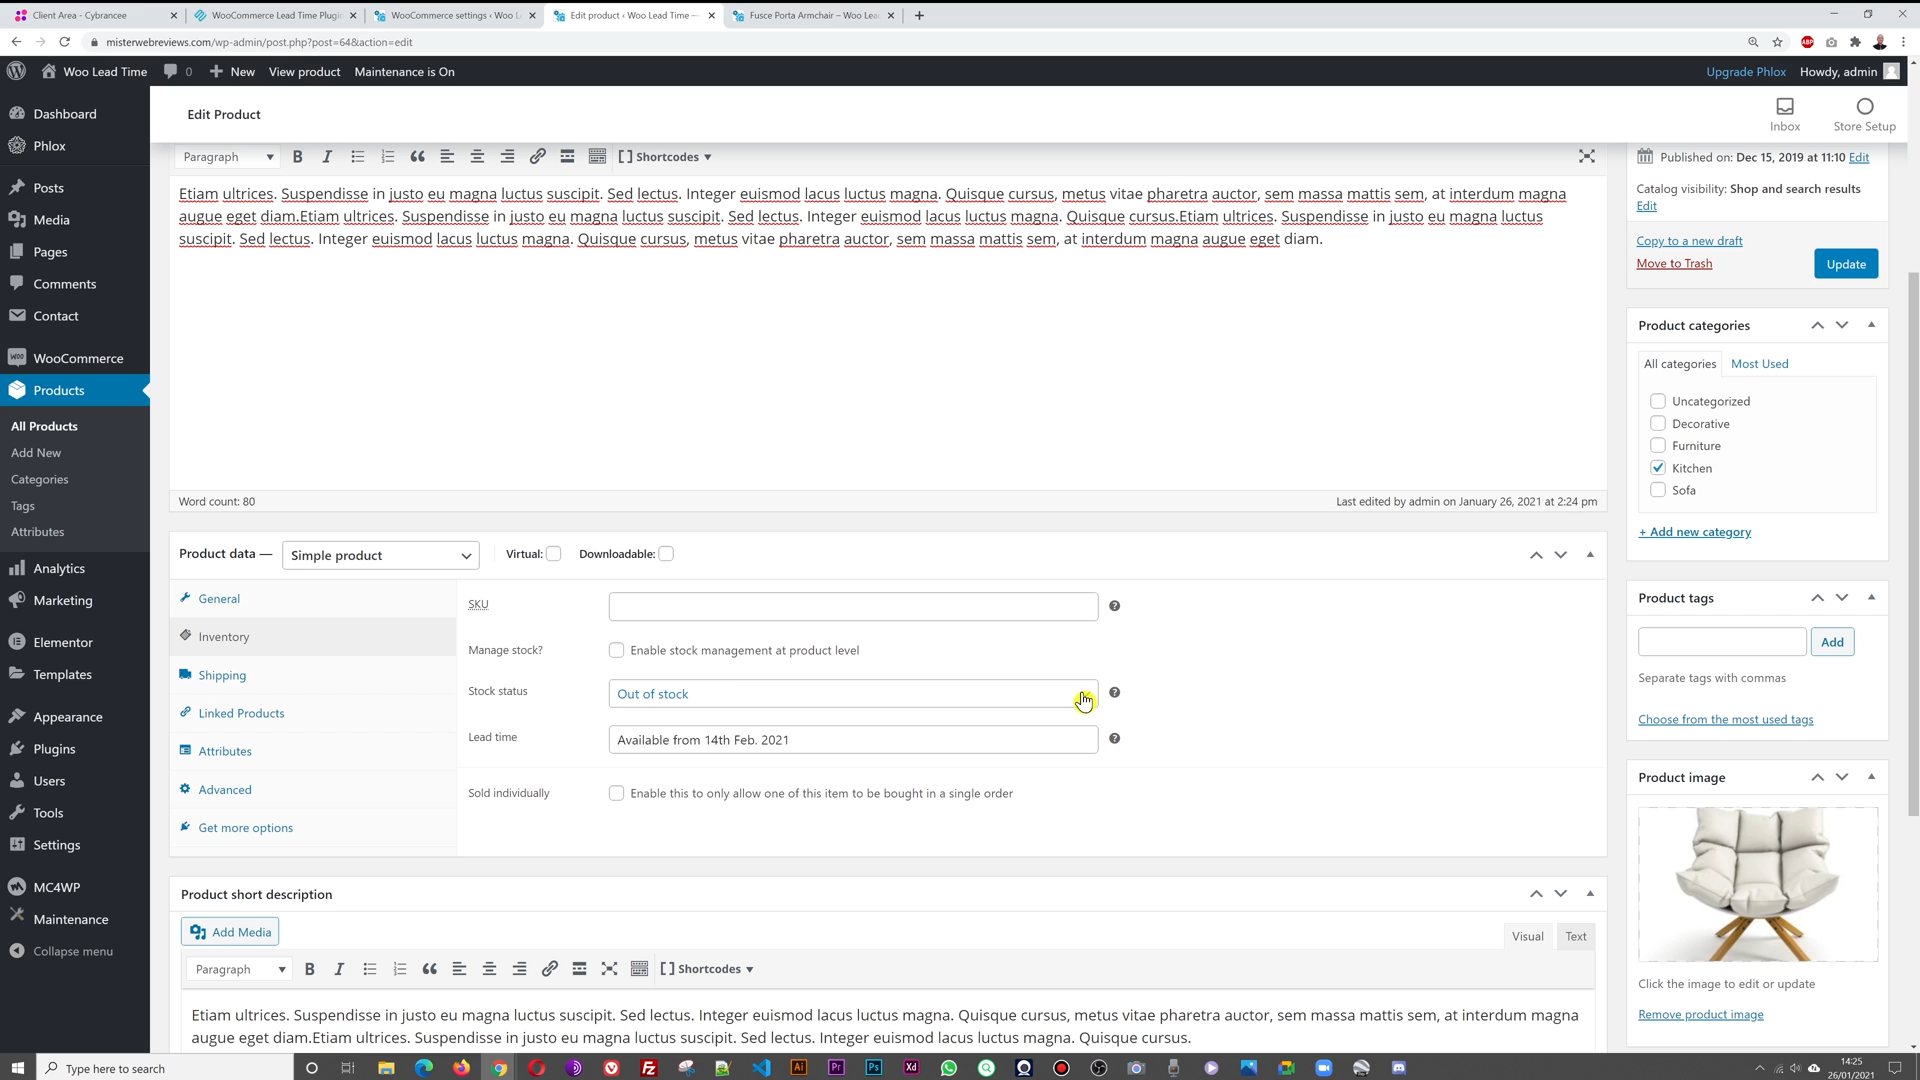 Client Area - Cybrancee
WooCommerce Lead Time Plugi
WooCommerce settings ‹ Woo L
Edit product ‹ Woo Lead Time —
Fusce Porta Armchair – Woo Lea
misterwebreviews.com/wp-admin/post.php?post=64&action=edit
Woo Lead Time
0
New
View product
Maintenance is On
Upgrade Phlox
Howdy, admin
Dashboard
Phlox
Posts
Media
Pages
Comments
Contact
WooCommerce
Products
All Products
Add New
Categories
Tags
Attributes
Analytics
Marketing
Elementor
Templates
Appearance
Plugins
Users
Tools
Settings
MC4WP
Maintenance
Collapse menu
Edit Product
Inbox
Store Setup
Paragraph
B
I
Shortcodes
Etiam ultrices. Suspendisse in justo eu magna luctus suscipit. Sed lectus. Integer euismod lacus luctus magna. Quisque cursus, metus vitae pharetra auctor, sem massa mattis sem, at interdum magna
augue eget diam.Etiam ultrices. Suspendisse in justo eu magna luctus suscipit. Sed lectus. Integer euismod lacus luctus magna. Quisque cursus.Etiam ultrices. Suspendisse in justo eu magna luctus
suscipit. Sed lectus. Integer euismod lacus luctus magna. Quisque cursus, metus vitae pharetra auctor, sem massa mattis sem, at interdum magna augue eget diam.
Word count: 80
Last edited by admin on January 26, 2021 at 2:24 pm
Product data —
Simple product
Virtual:
Downloadable:
General
Inventory
Shipping
Linked Products
Attributes
Advanced
Get more options
SKU
Manage stock?
Enable stock management at product level
Stock status
Out of stock
Lead time
Available from 14th Feb. 2021
Sold individually
Enable this to only allow one of this item to be bought in a single order
Product short description
Add Media
Visual
Text
Paragraph
B
I
Shortcodes
Etiam ultrices. Suspendisse in justo eu magna luctus suscipit. Sed lectus. Integer euismod lacus luctus magna. Quisque cursus, metus vitae pharetra auctor, sem massa mattis sem, at interdum magna
augue eget diam.Etiam ultrices. Suspendisse in justo eu magna luctus suscipit. Sed lectus. Integer euismod lacus luctus magna. Quisque cursus.
Published on: Dec 15, 2019 at 11:10 Edit
Catalog visibility: Shop and search results
Edit
Copy to a new draft
Move to Trash
Update
Product categories
All categories
Most Used
Uncategorized
Decorative
Furniture
Kitchen
Sofa
+ Add new category
Product tags
Add
Separate tags with commas
Choose from the most used tags
Product image
Click the image to edit or update
Remove product image
Type here to search
14:25
26/01/2021